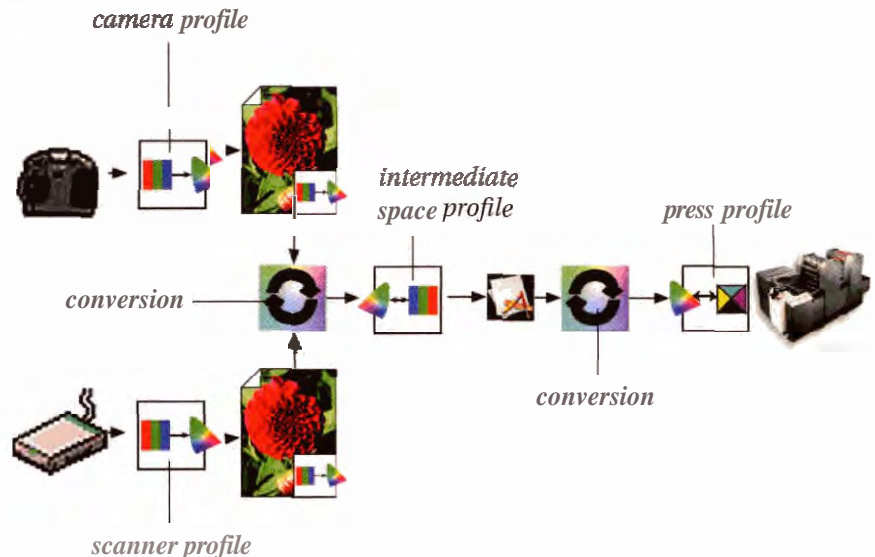 camera profile
intermediate
space profile
press profile
conversion
conversion
scanner profile